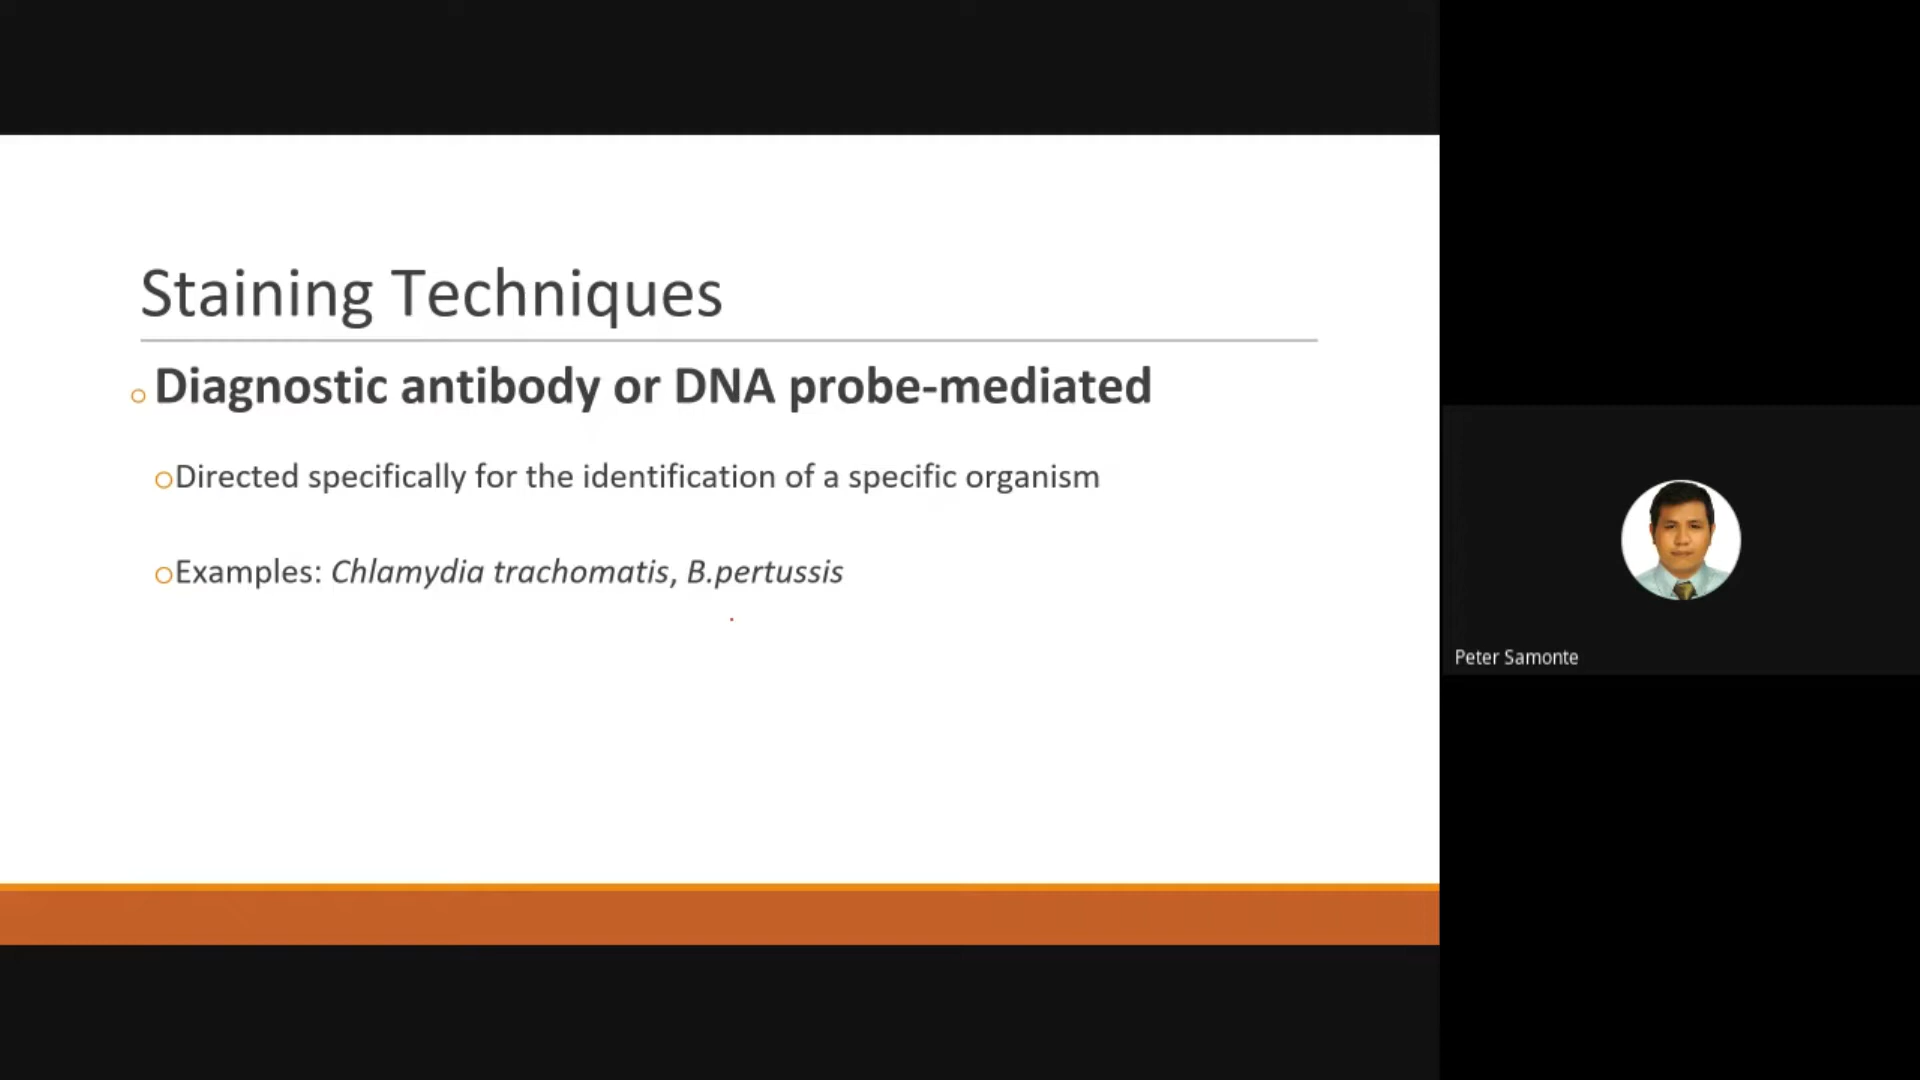 Staining Techniques
Diagnostic antibody or DNA probe-mediated
Directed specifically for the identification of a specific organism
Examples: Chlamydia trachomatis, B.pertussis
Peter Samonte